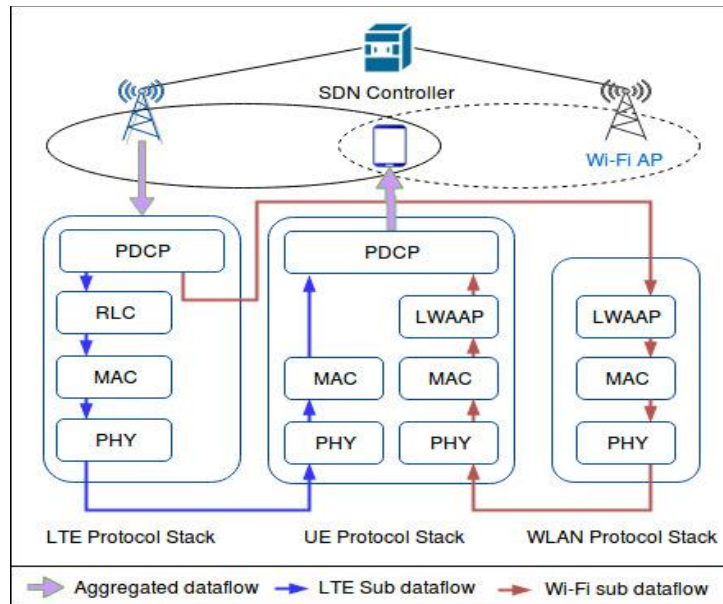 SDN Controller
Wi-Fi AP
PDCP
PDCP
RLC
LWAAP
LWAAP
MAC
MAC
MAC
MAC
PHY
PHY
PHY
PHY
LTE Protocol Stack
UE Protocol Stack
WLAN Protocol Stack
Aggregated dataflow
LTE Sub dataflow
Wi-Fi sub dataflow